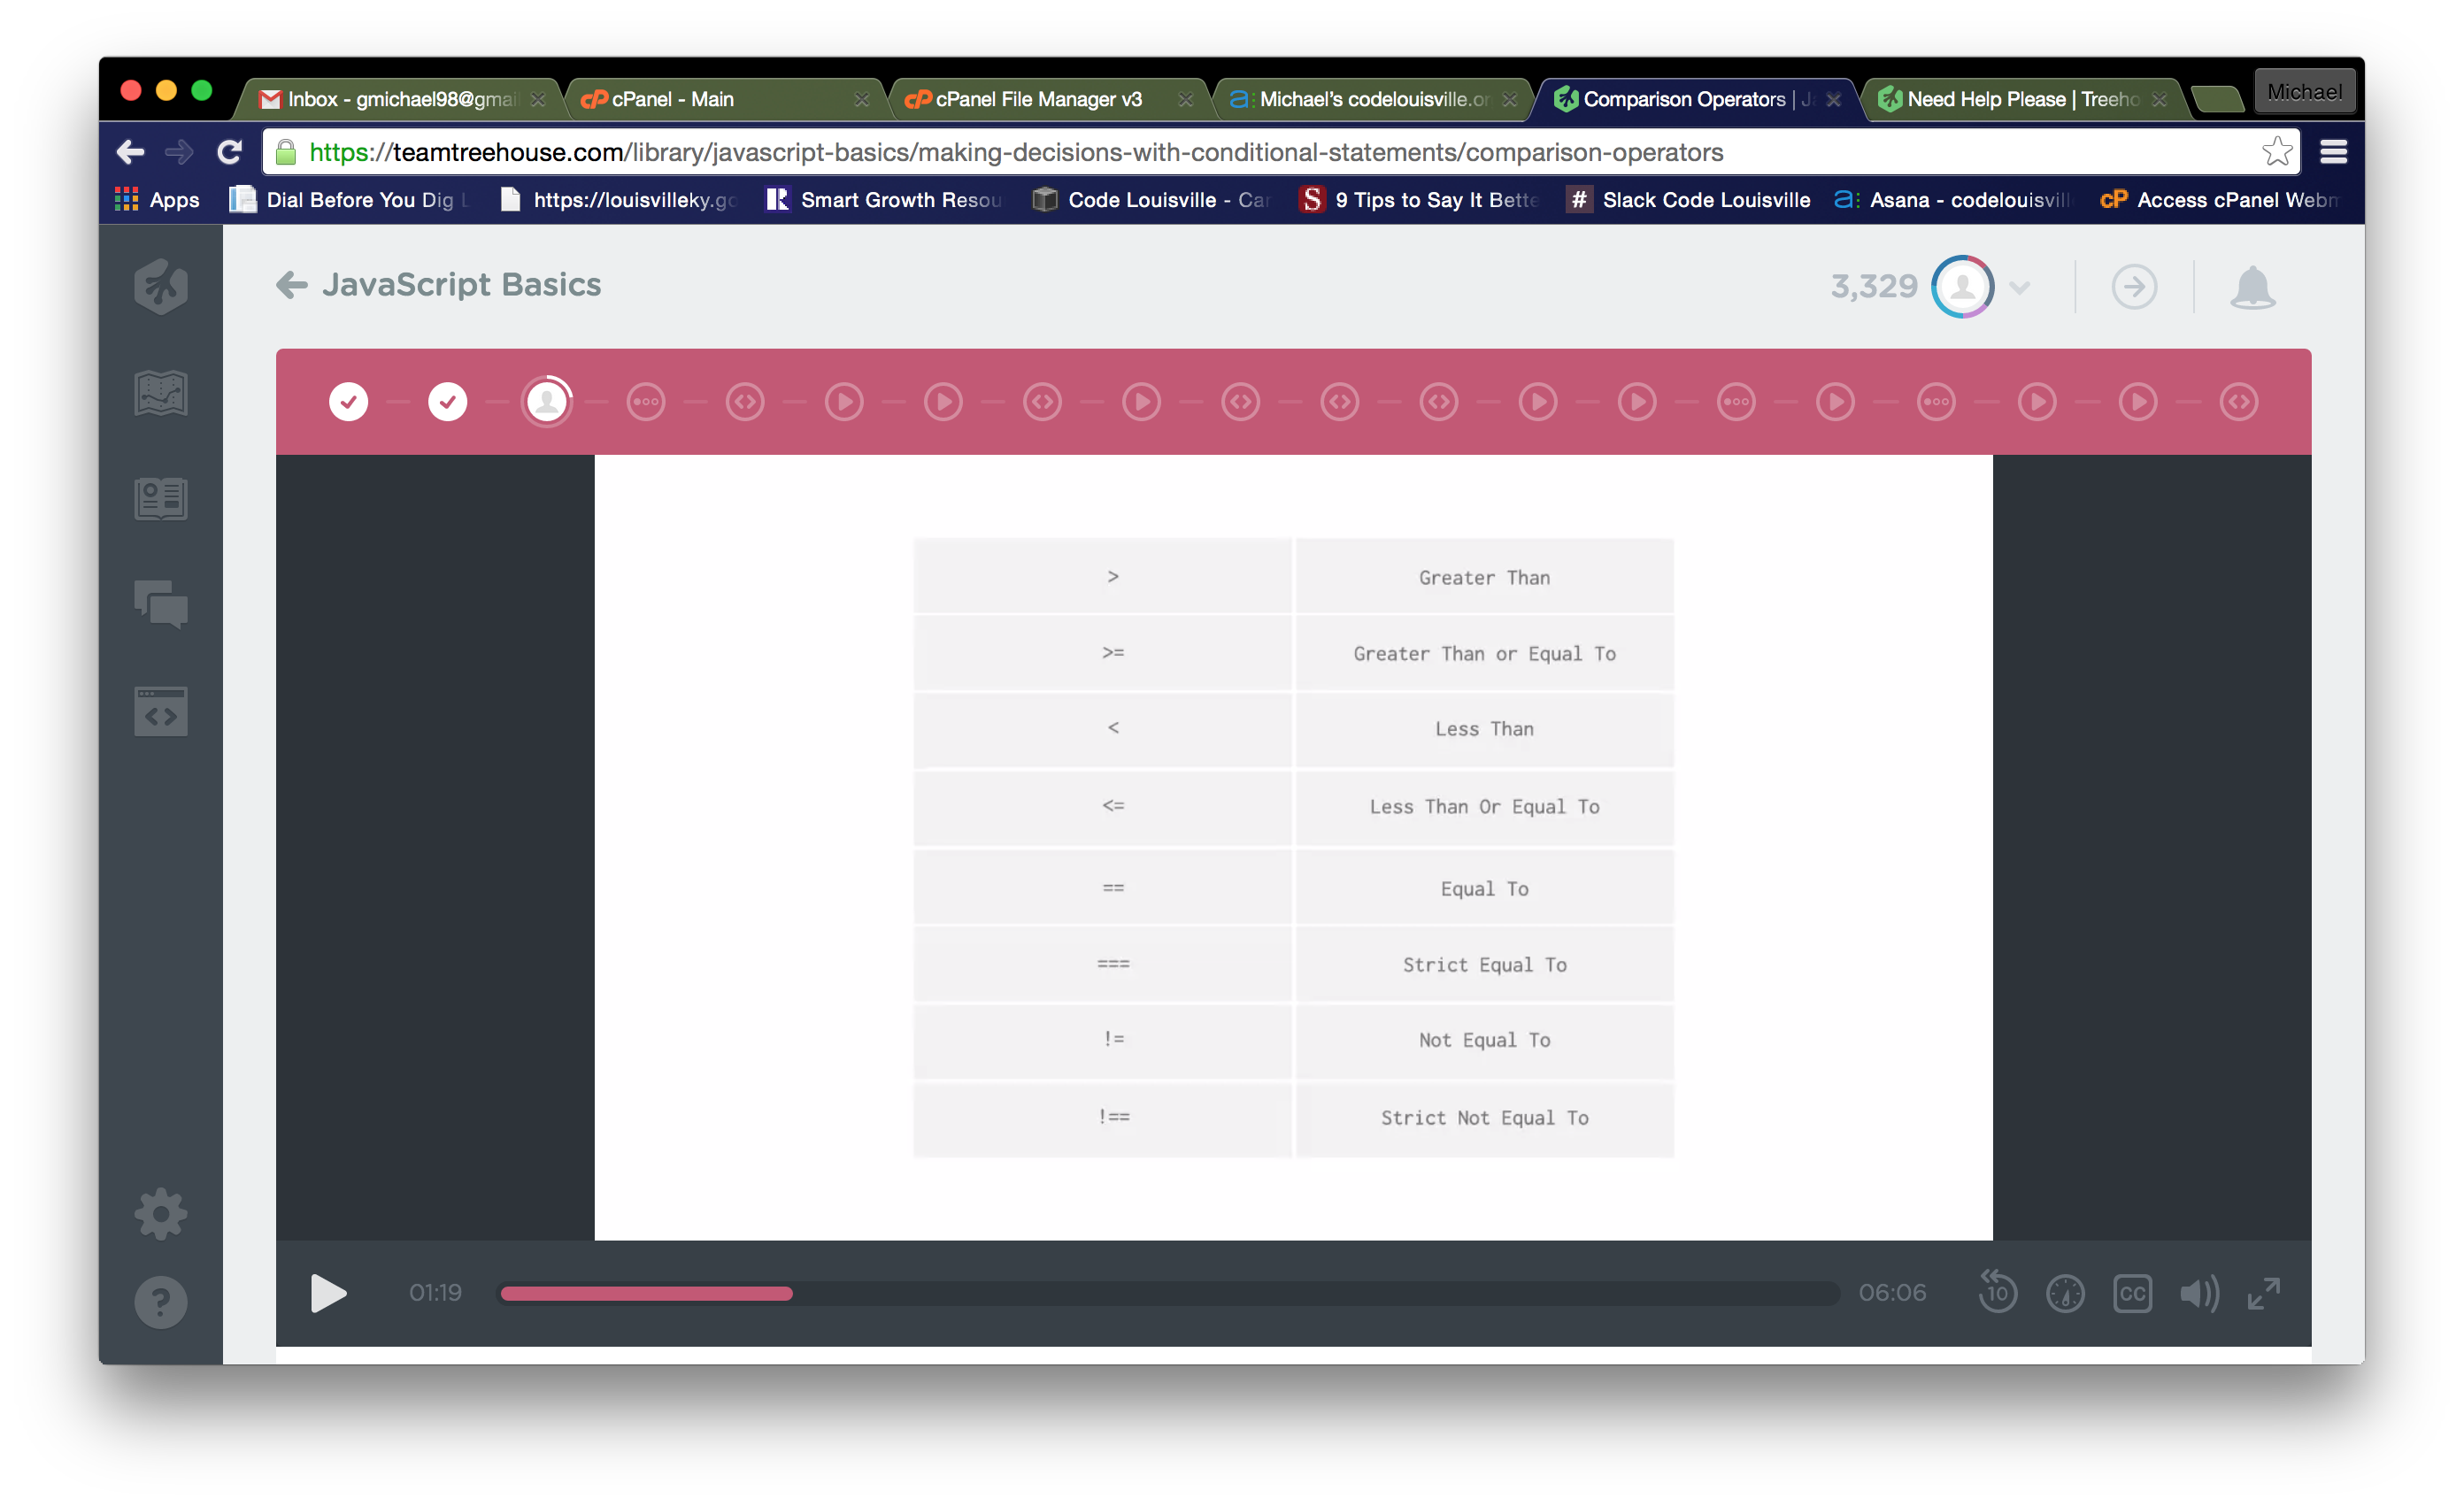 Inbox - gmichael98@gmai
cPanel - Main
cPanel File Manager v3
Michael's codelouisville.or
Comparison Operators | Ja
Need Help Please | Treeho
Michael
https://teamtreehouse.com/library/javascript-basics/making-decisions-with-conditional-statements/comparison-operators
Apps
Dial Before You Dig L
https://louisvilleky.go
Smart Growth Resou
Code Louisville - Car
9 Tips to Say It Bette
Slack Code Louisville
Asana - codelouisvill
Access cPanel Webm
JavaScript Basics
3,329
> Greater Than
>= Greater Than or Equal To
< Less Than
<= Less Than Or Equal To
== Equal To
=== Strict Equal To
!= Not Equal To
!== Strict Not Equal To
01:19
06:06
10
CC